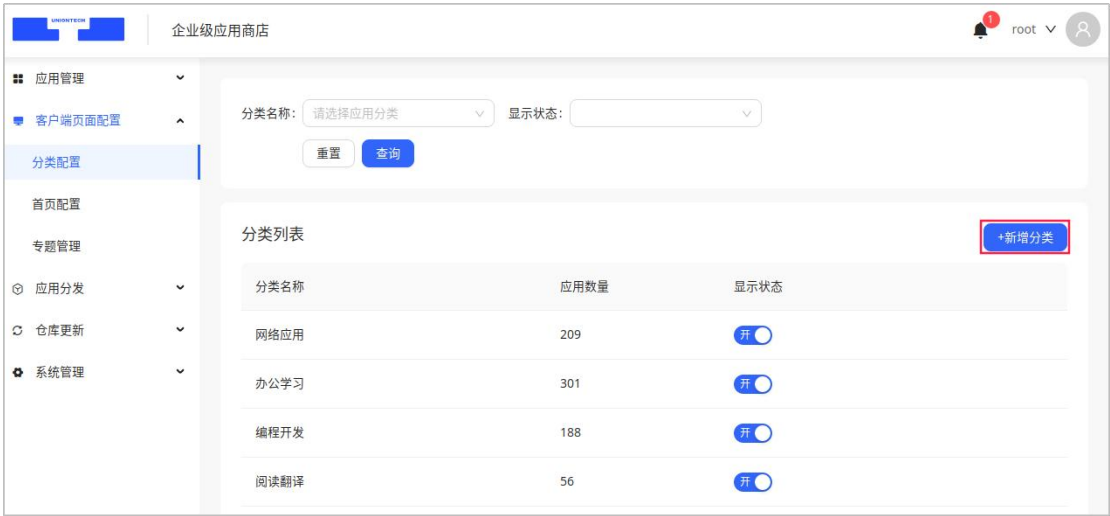 UNIONTECH
企业级应用商店
1
root
应用管理
客户端页面配置
分类配置
首页配置
专题管理
应用分发
仓库更新
系统管理
分类名称： 请选择应用分类 显示状态：
重置 查询
分类列表
+新增分类
分类名称 应用数量 显示状态
网络应用 209 开
办公学习 301 开
编程开发 188 开
阅读翻译 56 开